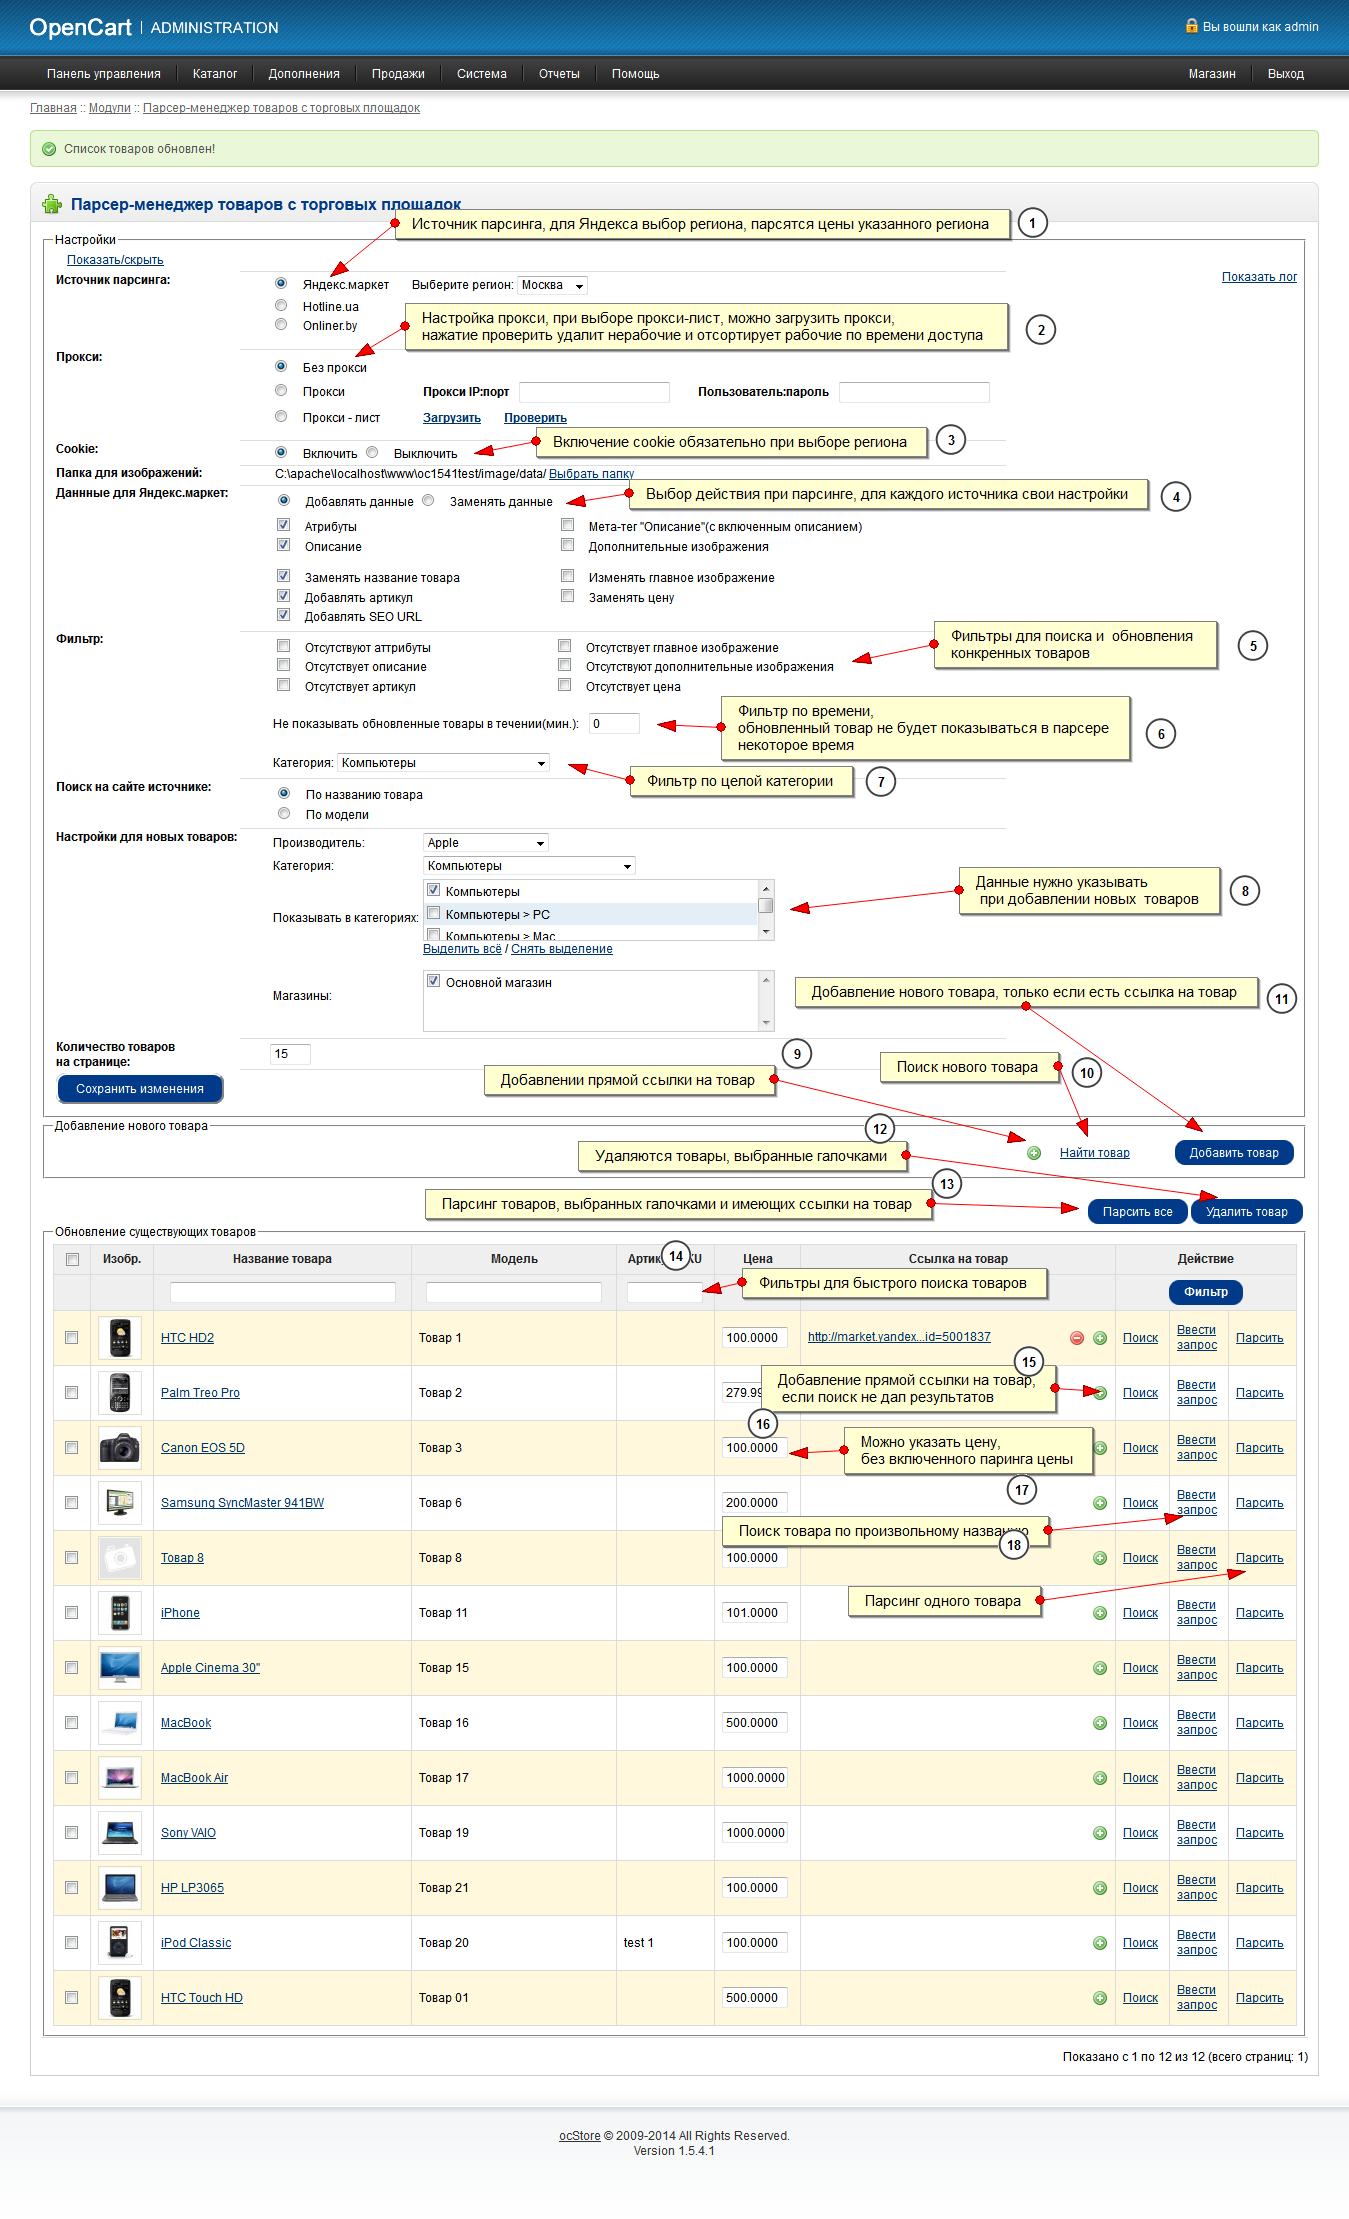 OpenCart | ADMINISTRATION
Вы вошли как admin
Панель управления Каталог Дополнения Продажи Система Отчеты Помощь Магазин Выход
Главная :: Модули :: Парсер-менеджер товаров с торговых площадок
Список товаров обновлен!
Парсер-менеджер товаров с торговых площадок
Источник парсинга, для Яндекса выбор региона, парсятся цены указанного региона 1
Настройки
Показать/скрыть
Источник парсинга:
Показать лог
Яндекс.маркет Выберите регион: Москва
Hotline.ua
Onliner.by
Настройка прокси, при выборе прокси-лист, можно загрузить прокси,
нажатие проверить удалит нерабочие и отсортирует рабочие по времени доступа
2
Прокси:
Без прокси
Прокси Прокси IP:порт Пользователь:пароль
Прокси - лист Загрузить Проверить
Включение cookie обязательно при выборе региона 3
Cookie: Включить Выключить
Папка для изображений: C:\apache\localhost\www\oc1541test/image/data/ Выбрать папку
Даннные для Яндекс.маркет: Добавлять данные Заменять данные
Выбор действия при парсинге, для каждого источника свои настройки 4
Атрибуты Мета-тег "Описание"(с включенным описанием)
Описание Дополнительные изображения
Заменять название товара Изменять главное изображение
Добавлять артикул Заменять цену
Добавлять SEO URL
Фильтр:
Отсутствуют аттрибуты Отсутствует главное изображение
Отсутствует описание Отсутствуют дополнительные изображения
Отсутствует артикул Отсутствует цена
Фильтры для поиска и обновления
конкренных товаров
5
Не показывать обновленные товары в течении(мин.): 0
Фильтр по времени,
обновленный товар не будет показываться в парсере
некоторое время
6
Категория: Компьютеры
Фильтр по целой категории 7
Поиск на сайте источнике:
По названию товара
По модели
Настройки для новых товаров:
Производитель: Apple
Категория: Компьютеры
Показывать в категориях:
Компьютеры
Компьютеры > PC
Компьютеры > Mac
Выделить всё / Снять выделение
Данные нужно указывать
при добавлении новых товаров
8
Магазины: Основной магазин
Добавление нового товара, только если есть ссылка на товар 11
Количество товаров
на странице:
15
9
Добавлении прямой ссылки на товар
Поиск нового товара 10
Сохранить изменения
Добавление нового товара
12
Удаляются товары, выбранные галочками
Найти товар Добавить товар
13
Парсинг товаров, выбранных галочками и имеющих ссылки на товар
Парсить все Удалить товар
Обновление существующих товаров
Изобр. Название товара Модель Цена Ссылка на товар Действие
14
Фильтры для быстрого поиска товаров
Фильтр
HTC HD2 Товар 1 100.0000 http://market.yandex...id=5001837 Поиск Ввести запрос Парсить
15
Добавление прямой ссылки на товар,
если поиск не дал результатов
Palm Treo Pro Товар 2 Поиск Ввести запрос Парсить
16
Canon EOS 5D Товар 3 100.0000 Поиск Ввести запрос Парсить
Можно указать цену,
без включенного паринга цены
17
Samsung SyncMaster 941BW Товар 6 200.0000 Поиск Ввести запрос Парсить
Поиск товара по произвольному названию
18
Товар 8 Товар 8 100.0000 Поиск Ввести запрос Парсить
Парсинг одного товара
iPhone Товар 11 101.0000 Поиск Ввести запрос Парсить
Apple Cinema 30" Товар 15 100.0000 Поиск Ввести запрос Парсить
MacBook Товар 16 500.0000 Поиск Ввести запрос Парсить
MacBook Air Товар 17 1000.0000 Поиск Ввести запрос Парсить
Sony VAIO Товар 19 1000.0000 Поиск Ввести запрос Парсить
HP LP3065 Товар 21 100.0000 Поиск Ввести запрос Парсить
iPod Classic Товар 20 test 1 100.0000 Поиск Ввести запрос Парсить
HTC Touch HD Товар 01 500.0000 Поиск Ввести запрос Парсить
Показано с 1 по 12 из 12 (всего страниц: 1)
ocStore © 2009-2014 All Rights Reserved.
Version 1.5.4.1